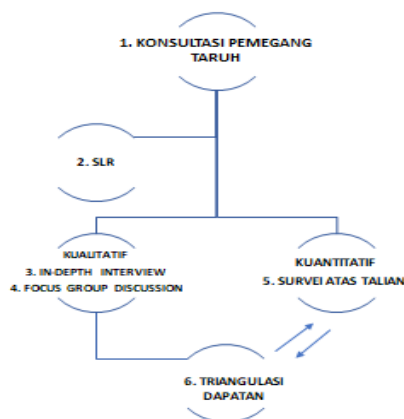 1. KONSULTASI PEMEGANG
TARUH
2. SLR
KUALITATIF
3. IN-DEPTH INTERVIEW
4. FOCUS GROUP DISCUSSION
KUANTITATIF
5. SURVEI ATAS TALIAN
6. TRIANGULASI
DAPATAN